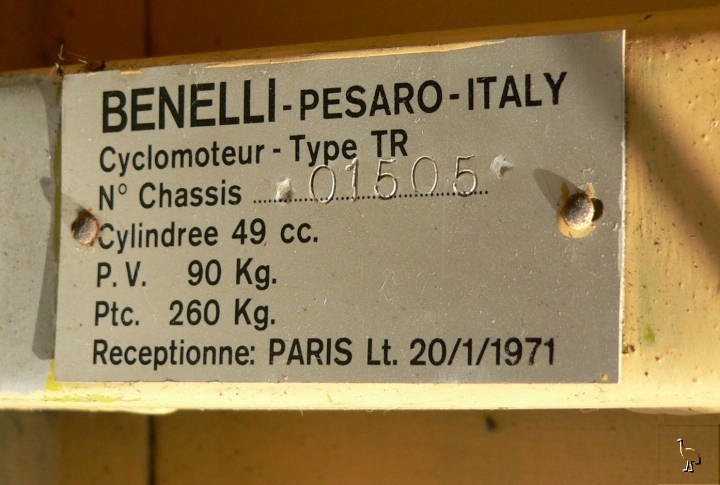 BENELLI-PESARO-ITALY
Cyclomoteur - Type TR
N° Chassis ........ 01505 ........
Cylindree 49 cc.
P.V. 90 Kg.
Ptc. 260 Kg.
Receptionne: PARIS Lt. 20/1/1971